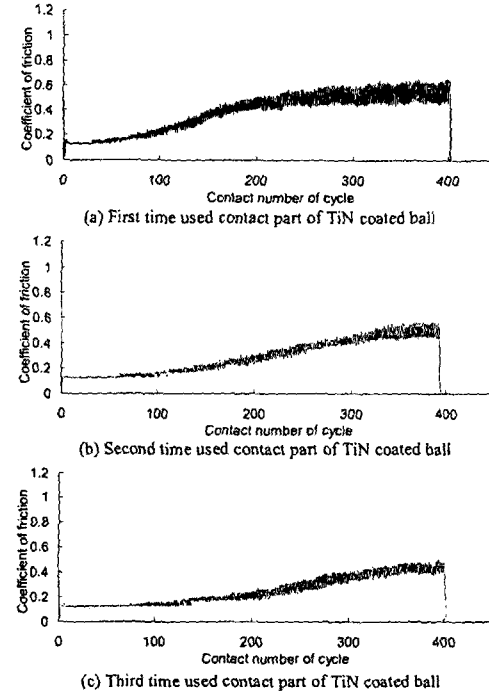 1.2
1
0.8
0.6
0.4
0.2
0
Coefficient of friction
0 100 200 300 400
Contact number of cycle
(a) First time used contact part of TiN coated ball
1.2
1
0.8
0.6
0.4
0.2
0
Coefficient of friction
0 100 200 300 400
Contact number of cycle
(b) Second time used contact part of TiN coated ball
1.2
1
0.8
0.6
0.4
0.2
0
Coefficient of friction
0 100 200 300 400
Contact number of cycle
(c) Third time used contact part of TiN coated ball